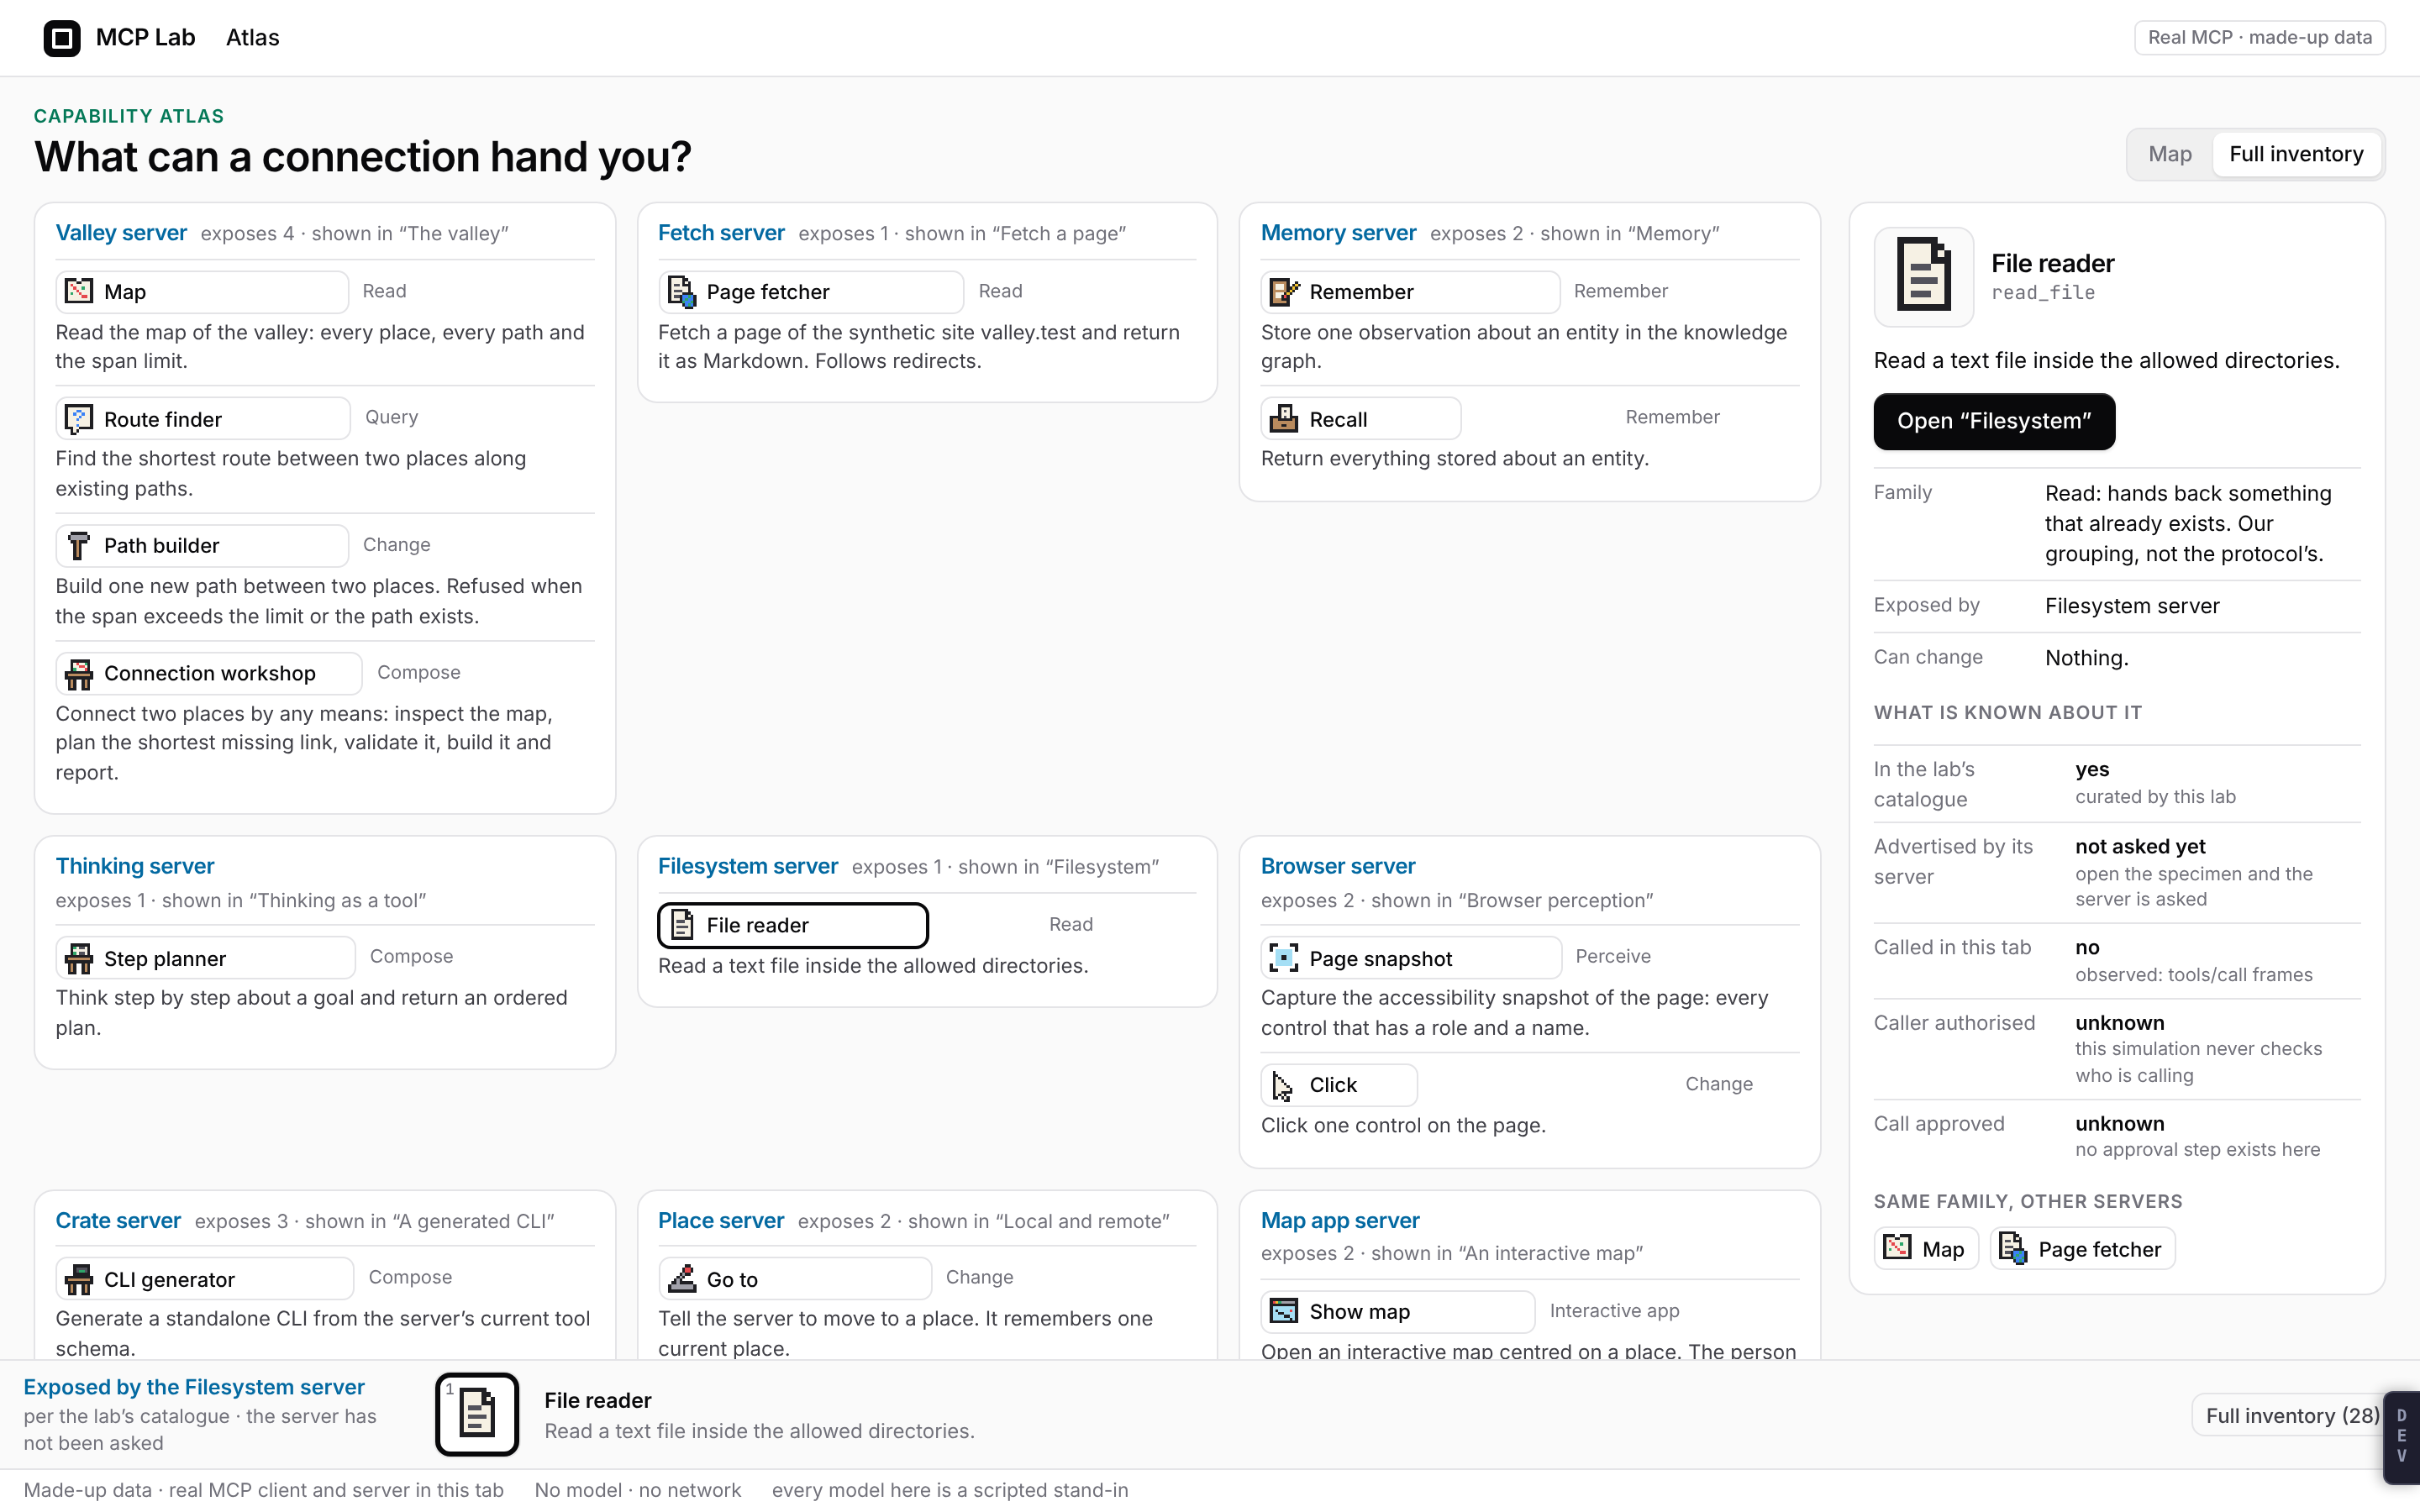 MCP Lab
Atlas
Real MCP · made-up data
CAPABILITY ATLAS
What can a connection hand you?
Map
Full inventory
Valley server exposes 4 · shown in “The valley”
Map Read
Read the map of the valley: every place, every path and
the span limit.
Route finder Query
Find the shortest route between two places along
existing paths.
Path builder Change
Build one new path between two places. Refused when
the span exceeds the limit or the path exists.
Connection workshop Compose
Connect two places by any means: inspect the map,
plan the shortest missing link, validate it, build it and
report.
Fetch server exposes 1 · shown in “Fetch a page”
Page fetcher Read
Fetch a page of the synthetic site valley.test and return
it as Markdown. Follows redirects.
Memory server exposes 2 · shown in “Memory”
Remember Remember
Store one observation about an entity in the knowledge
graph.
Recall Remember
Return everything stored about an entity.
Thinking server
exposes 1 · shown in “Thinking as a tool”
Step planner Compose
Think step by step about a goal and return an ordered
plan.
Filesystem server exposes 1 · shown in “Filesystem”
File reader Read
Read a text file inside the allowed directories.
Browser server
exposes 2 · shown in “Browser perception”
Page snapshot Perceive
Capture the accessibility snapshot of the page: every
control that has a role and a name.
Click Change
Click one control on the page.
Crate server exposes 3 · shown in “A generated CLI”
CLI generator Compose
Generate a standalone CLI from the server’s current tool
schema.
Place server exposes 2 · shown in “Local and remote”
Go to Change
Tell the server to move to a place. It remembers one
current place.
Map app server
exposes 2 · shown in “An interactive map”
Show map Interactive app
Open an interactive map centred on a place. The person
File reader
read_file
Read a text file inside the allowed directories.
Open “Filesystem”
Family Read: hands back something
that already exists. Our
grouping, not the protocol’s.
Exposed by Filesystem server
Can change Nothing.
WHAT IS KNOWN ABOUT IT
In the lab’s
catalogue
yes
curated by this lab
Advertised by its
server
not asked yet
open the specimen and the
server is asked
Called in this tab
no
observed: tools/call frames
Caller authorised
unknown
this simulation never checks
who is calling
Call approved
unknown
no approval step exists here
SAME FAMILY, OTHER SERVERS
Map
Page fetcher
Exposed by the Filesystem server
per the lab’s catalogue · the server has
not been asked
1
File reader
Read a text file inside the allowed directories.
Full inventory (28)
DEV
Made-up data · real MCP client and server in this tab
No model · no network
every model here is a scripted stand-in